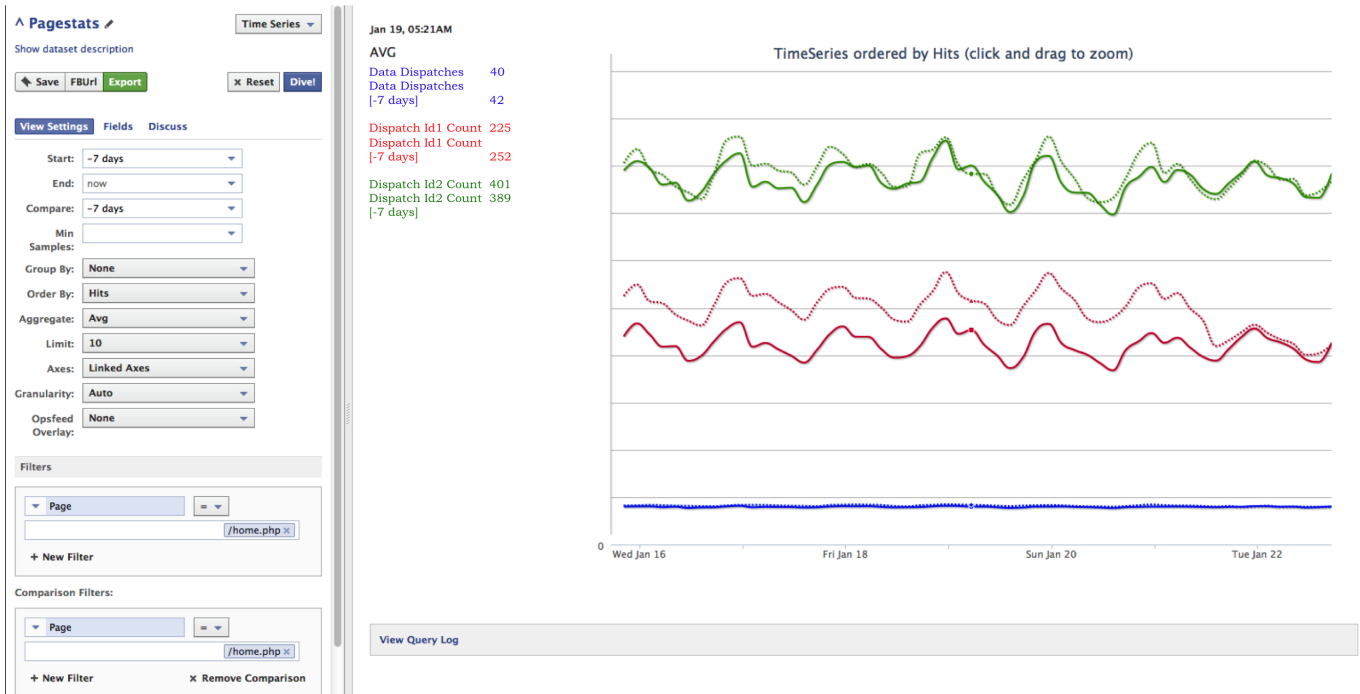 ^ Pagestats
Time Series
Show dataset description
Save FBUrl Export
× Reset Dive!
View Settings Fields Discuss
Start: -7 days
End: now
Compare: -7 days
Min
Samples:
Group By: None
Order By: Hits
Aggregate: Avg
Limit: 10
Axes: Linked Axes
Granularity: Auto
Opsfeed None
Overlay:
Filters
Page =
/home.php ×
+ New Filter
Comparison Filters:
Page =
/home.php ×
+ New Filter × Remove Comparison
Jan 19, 05:21AM
AVG
Data Dispatches 40
Data Dispatches
[-7 days] 42
Dispatch Id1 Count 225
Dispatch Id1 Count
[-7 days] 252
Dispatch Id2 Count 401
Dispatch Id2 Count 389
[-7 days]
TimeSeries ordered by Hits (click and drag to zoom)
0
Wed Jan 16 Fri Jan 18 Sun Jan 20 Tue Jan 22
View Query Log